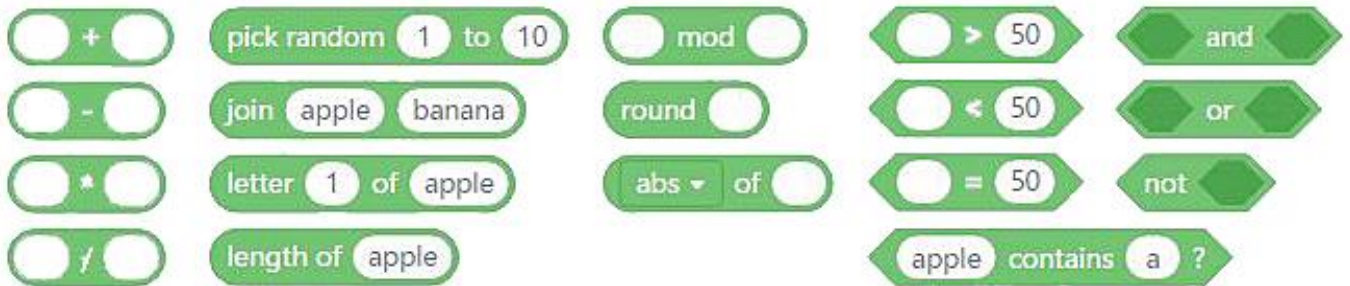 + pick random 1 to 10 mod > 50 and
- join apple banana round < 50 or
* letter 1 of apple abs of = 50 not
/ length of apple apple contains a ?